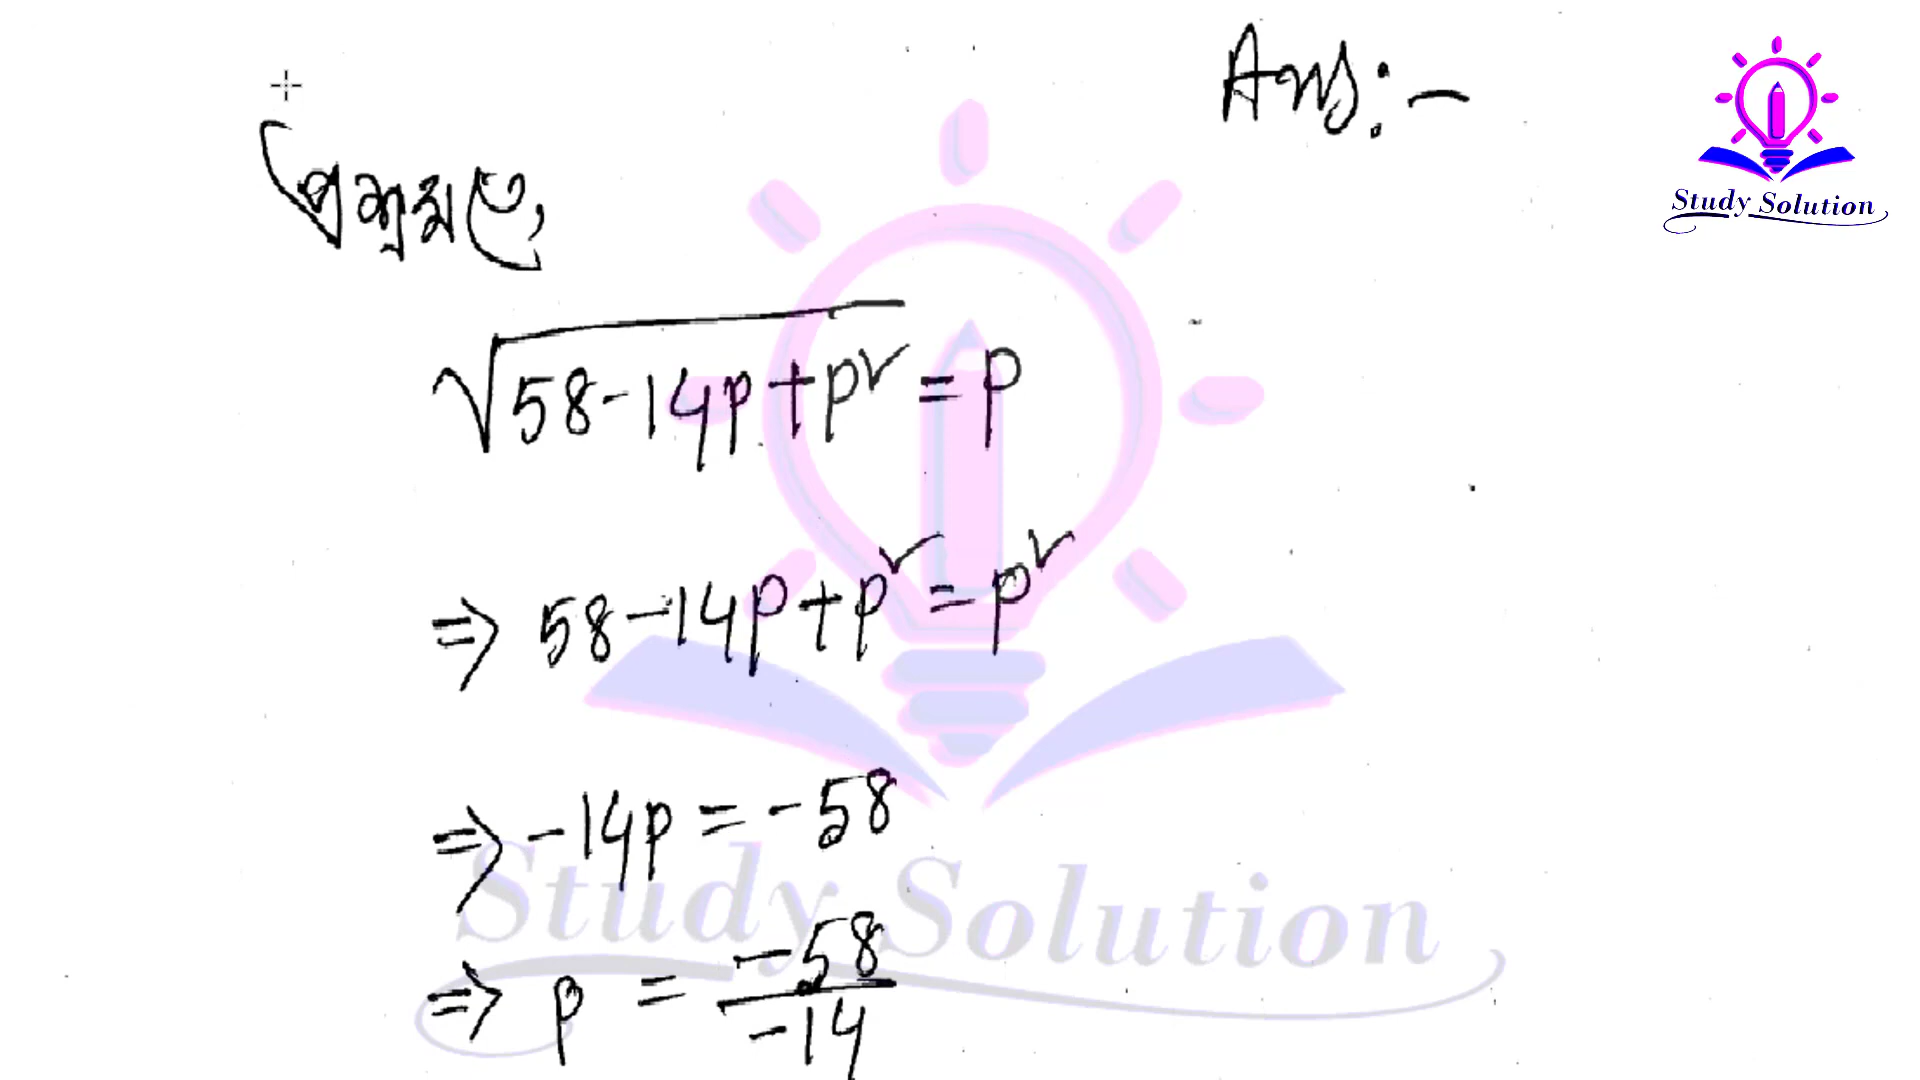 Ans:-
Study Solution
প্রশ্নমতে,
√58-14p+p² = p
⇒ 58-14p+p² = p²
⇒ -14p = -58
Study Solution
⇒ p = -58/-14